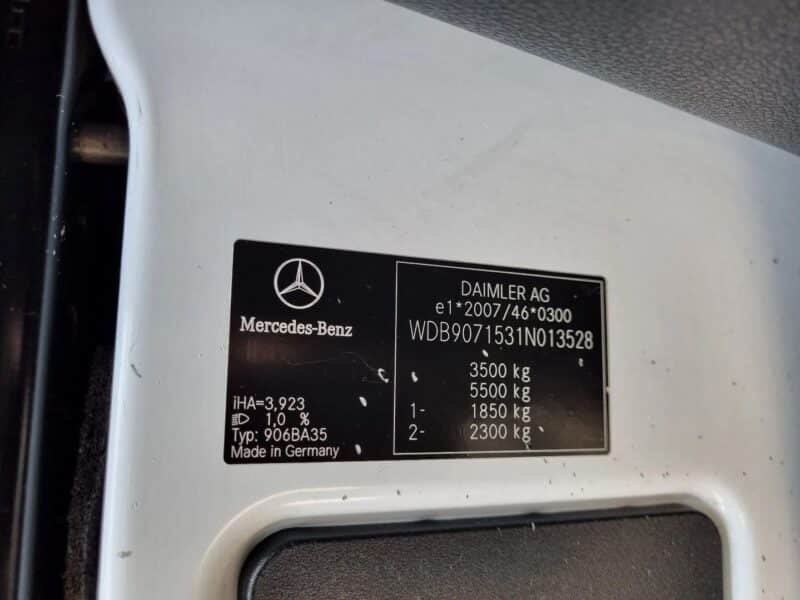 Mercedes-Benz
iHA=3,923
1,0 %
Typ: 906BA35
Made in Germany
DAIMLER AG
e1*2007/46*0300
WDB9071531N013528
3500 kg
5500 kg
1- 1850 kg
2- 2300 kg